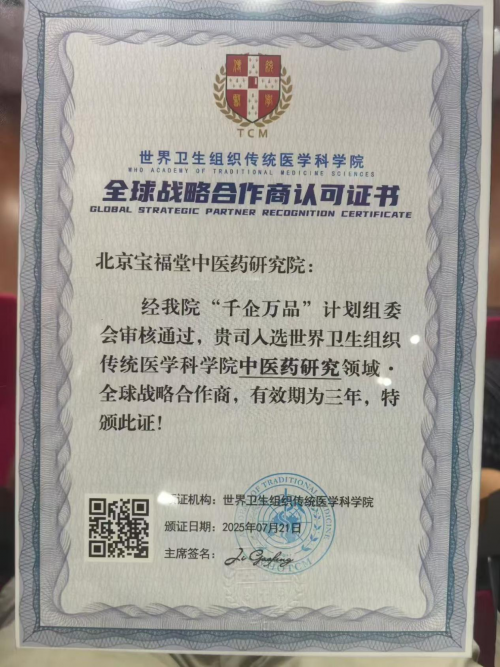 TCM
世界卫生组织传统医学科学院
WHO ACADEMY OF TRADITIONAL MEDICINE SCIENCES
全球战略合作商认可证书
GLOBAL STRATEGIC PARTNER RECOGNITION CERTIFICATE
北京宝福堂中医药研究院：
经我院“千企万品”计划组委
会审核通过，贵司入选世界卫生组织
传统医学科学院中医药研究领域·
全球战略合作商，有效期为三年，特
颁此证！
证机构：世界卫生组织传统医学科学院
颁证日期：2025年07月21日
主席签名：